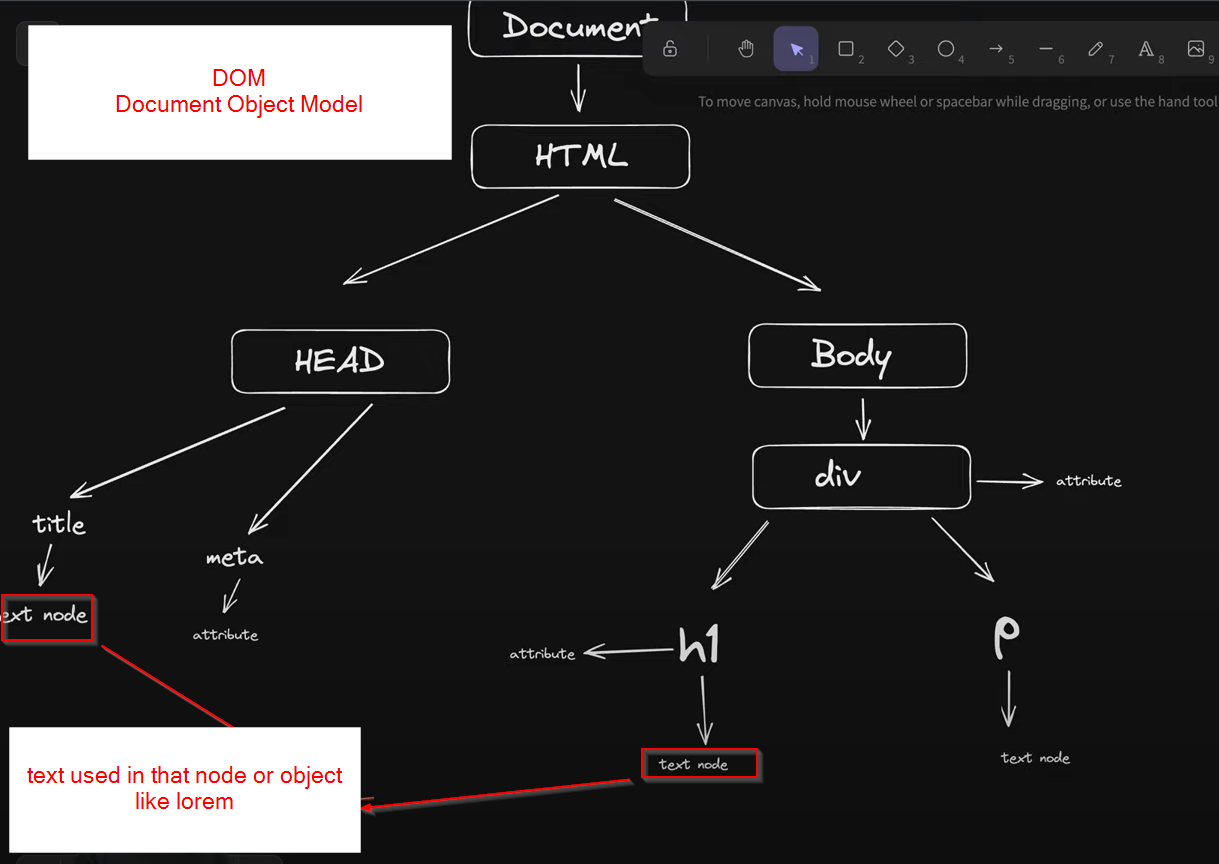 Document
DOM
Document Object Model
1
2
3
4
5
6
7
8
9
To move canvas, hold mouse wheel or spacebar while dragging, or use the hand tool
HTML
HEAD
Body
div
attribute
title
meta
ext node
attribute
h1
attribute
p
text node
text node
text used in that node or object
like lorem